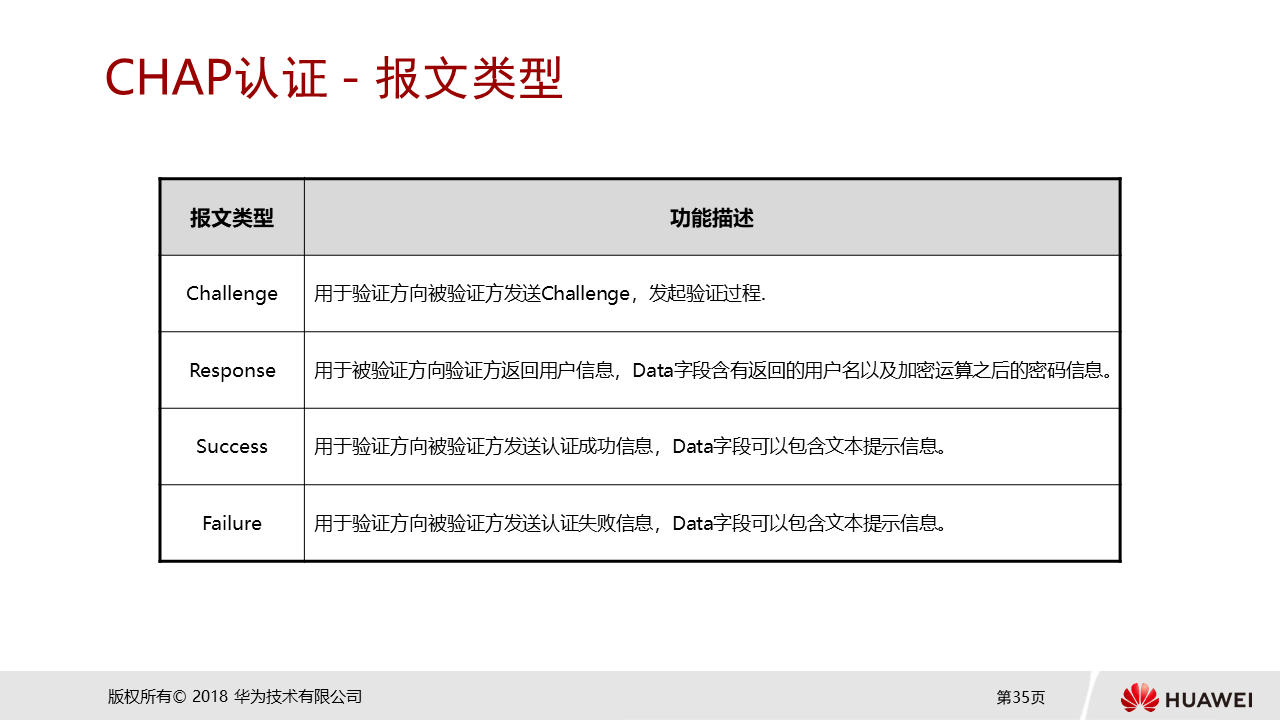 CHAP认证 - 报文类型
报文类型
功能描述
Challenge
用于验证方向被验证方发送Challenge，发起验证过程.
Response
用于被验证方向验证方返回用户信息，Data字段含有返回的用户名以及加密运算之后的密码信息。
Success
用于验证方向被验证方发送认证成功信息，Data字段可以包含文本提示信息。
Failure
用于验证方向被验证方发送认证失败信息，Data字段可以包含文本提示信息。
版权所有© 2018 华为技术有限公司
第35页
HUAWEI